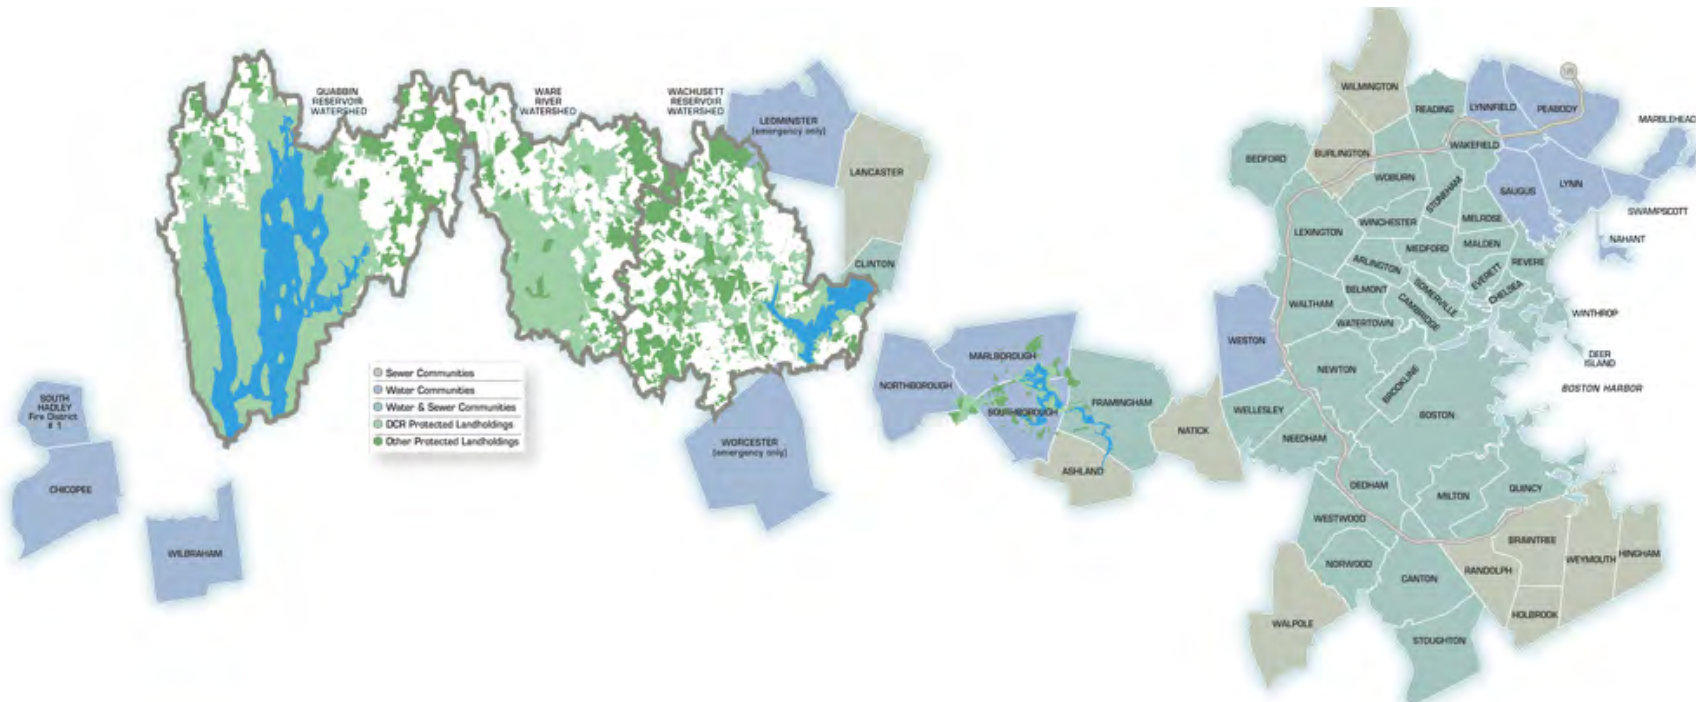 QUABBIN
RESERVOIR
WATERSHED
WARE
RIVER
WATERSHED
WACHUSETT
RESERVOIR
WATERSHED
LEOMINSTER
(emergency only)
LANCASTER
CLINTON
Sewer Communities
Water Communities
Water & Sewer Communities
DCR Protected Landholdings
Other Protected Landholdings
SOUTH
HADLEY
Fire District
# 1
CHICOPEE
WILBRAHAM
WORCESTER
(emergency only)
NORTHBOROUGH
MARLBOROUGH
SOUTHBOROUGH
FRAMINGHAM
ASHLAND
NATICK
WESTON
WILMINGTON
BURLINGTON
BEDFORD
READING
LYNNFIELD
PEABODY
MARBLEHEAD
WAKEFIELD
WOBURN
STONEHAM
SAUGUS
LYNN
SWAMPSCOTT
NAHANT
LEXINGTON
WINCHESTER
MELROSE
MEDFORD
MALDEN
REVERE
ARLINGTON
EVERETT
CHELSEA
BELMONT
SOMERVILLE
CAMBRIDGE
WALTHAM
WATERTOWN
WINTHROP
DEER
ISLAND
BOSTON HARBOR
NEWTON
BROOKLINE
BOSTON
WELLESLEY
NEEDHAM
DEDHAM
MILTON
QUINCY
WESTWOOD
NORWOOD
CANTON
RANDOLPH
BRAINTREE
WEYMOUTH
HINGHAM
HOLBROOK
WALPOLE
STOUGHTON